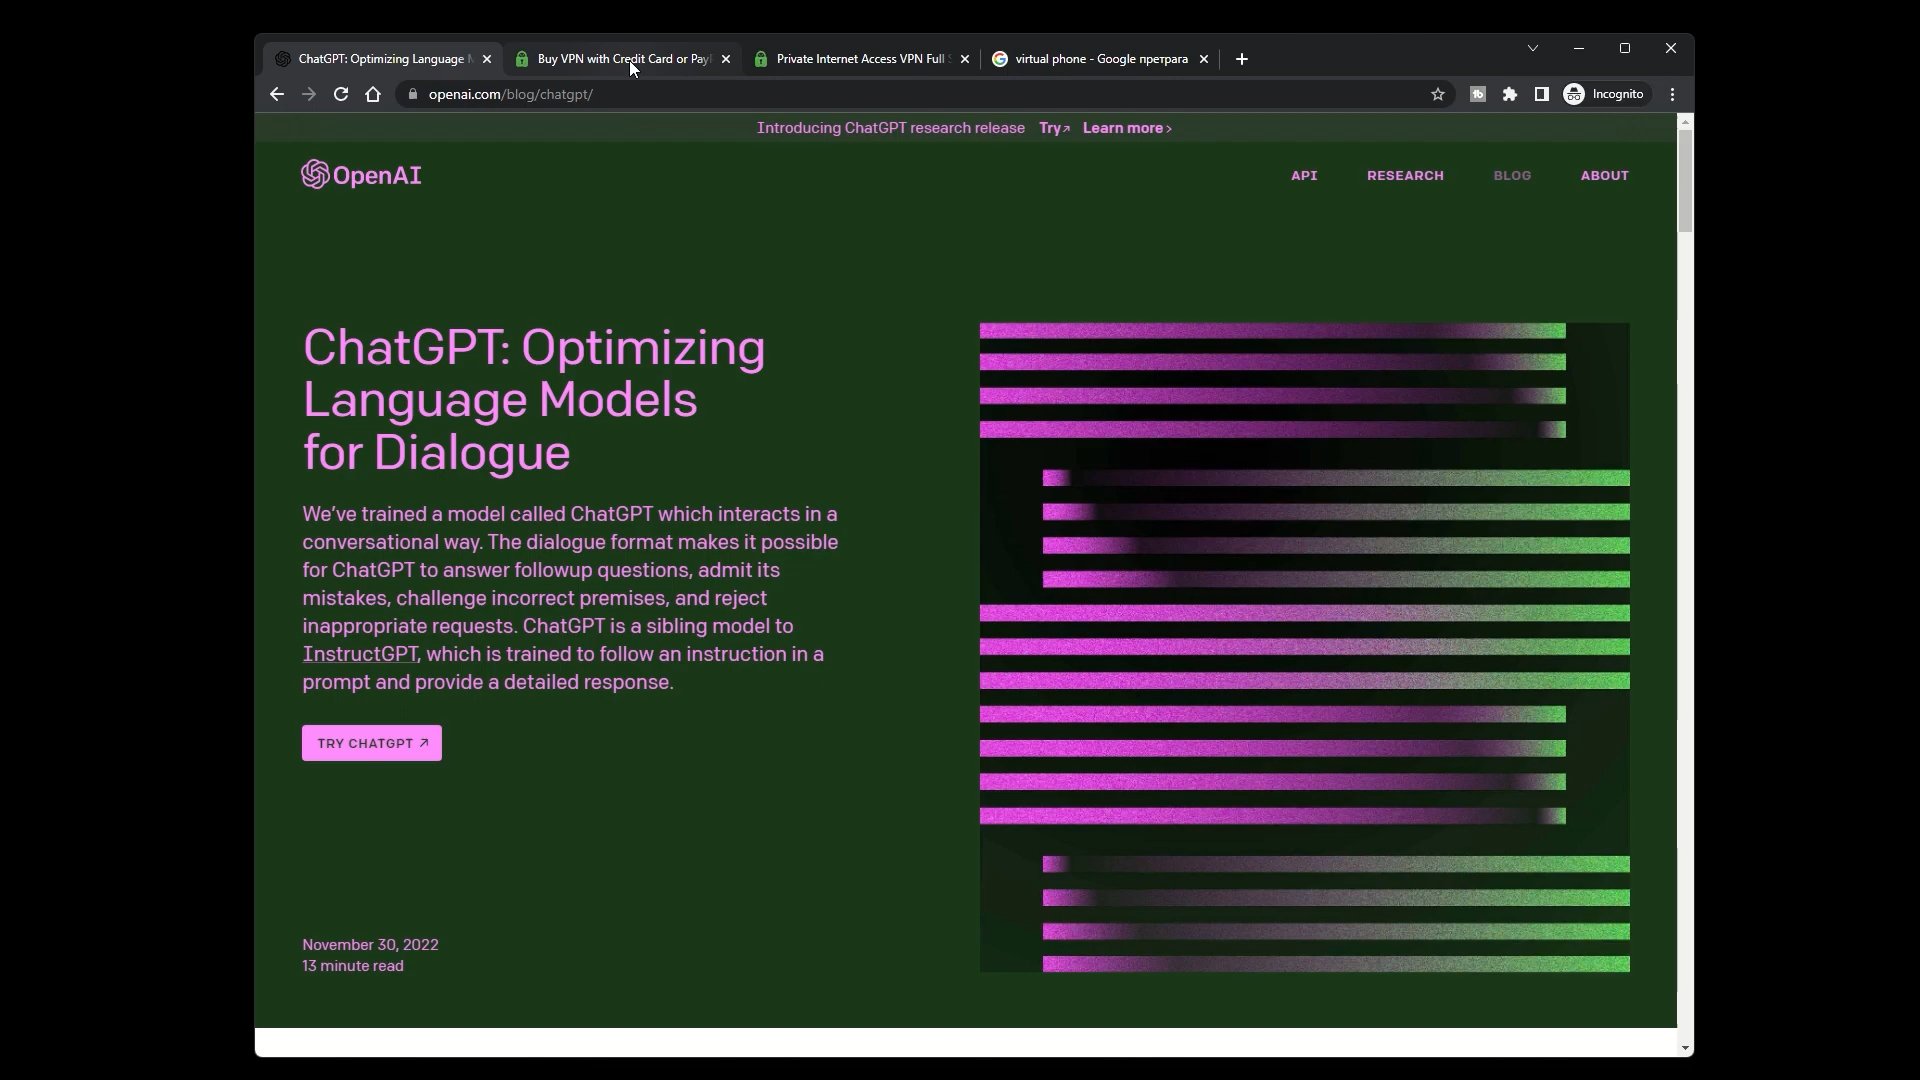 ChatGPT: Optimizing Language
Buy VPN with Credit Card or Pay
Private Internet Access VPN Full
virtual phone - Google претрага
openai.com/blog/chatgpt/
Incognito
Introducing ChatGPT research release Try↗ Learn more ›
OpenAI
API RESEARCH BLOG ABOUT
ChatGPT: Optimizing
Language Models
for Dialogue
We’ve trained a model called ChatGPT which interacts in a
conversational way. The dialogue format makes it possible
for ChatGPT to answer followup questions, admit its
mistakes, challenge incorrect premises, and reject
inappropriate requests. ChatGPT is a sibling model to
InstructGPT, which is trained to follow an instruction in a
prompt and provide a detailed response.
TRY CHATGPT ↗
November 30, 2022
13 minute read